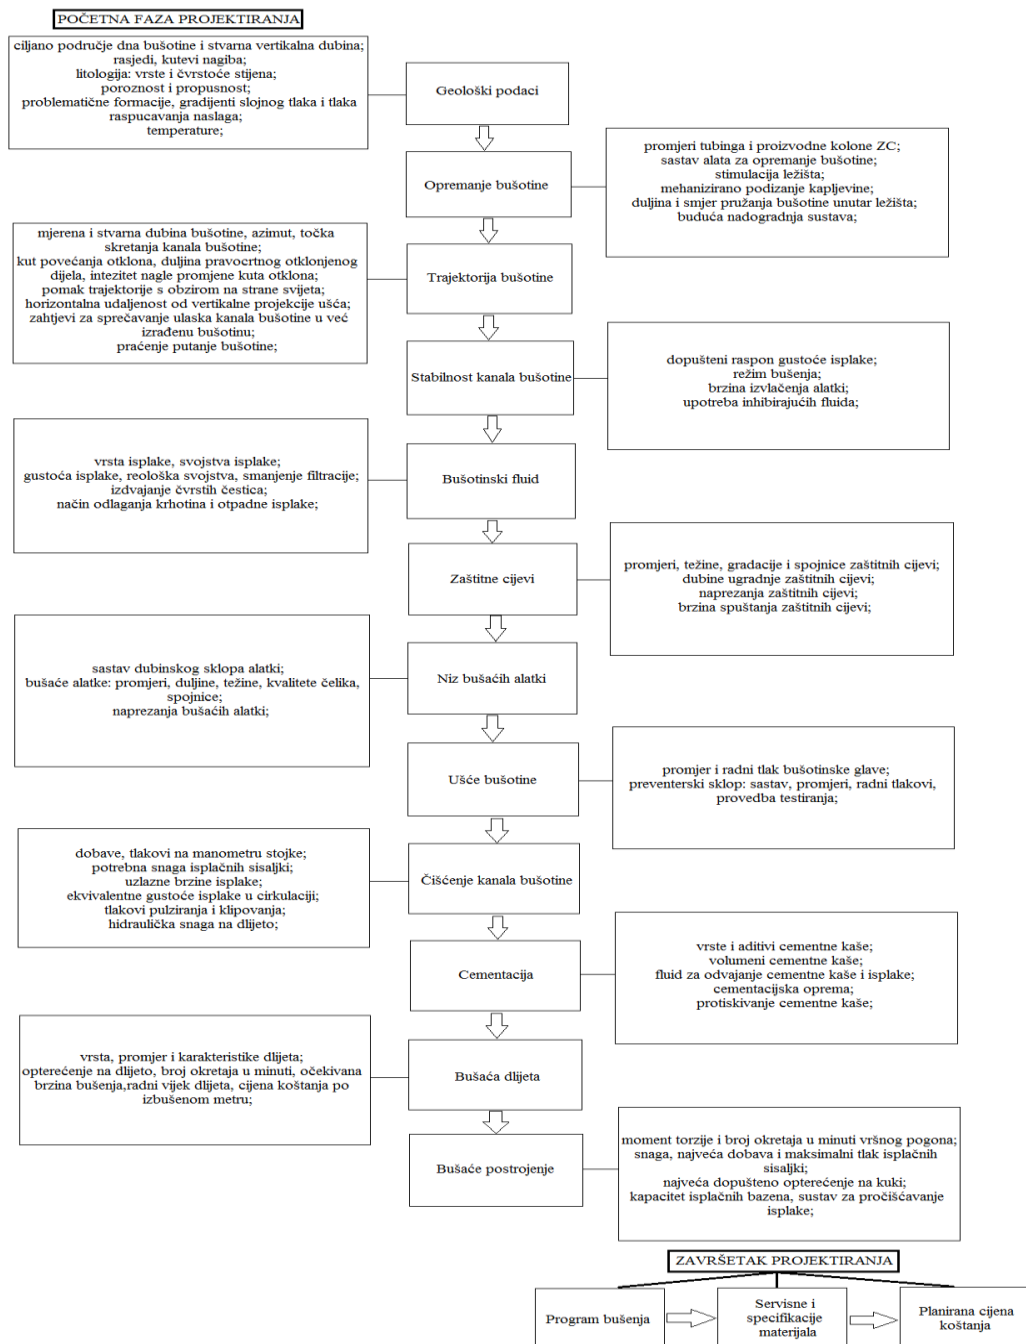 POČETNA FAZA PROJEKTIRANJA
ciljano područje dna bušotine i stvarna vertikalna dubina;
rasjedi, kutevi nagiba;
litologija: vrste i čvrstoće stijena;
poroznost i propusnost;
problematične formacije, gradijenti slojnog tlaka i tlaka
raspucavanja naslaga;
temperature;
Geološki podaci
Opremanje bušotine
promjeri tubinga i proizvodne kolone ZC;
sastav alata za opremanje bušotine;
stimulacija ležišta;
mehanizirano podizanje kapljevine;
duljina i smjer pružanja bušotine unutar ležišta;
buduća nadogradnja sustava;
mjerena i stvarna dubina bušotine, azimut, točka
skretanja kanala bušotine;
kut povećanja otklona, duljina pravocrtnog otklonjenog
dijela, intezitet nagle promjene kuta otklona;
pomak trajektorije s obzirom na strane svijeta;
horizontalna udaljenost od vertikalne projekcije ušća;
zahtjevi za sprečavanje ulaska kanala bušotine u već
izrađenu bušotinu;
praćenje putanje bušotine;
Trajektorija bušotine
Stabilnost kanala bušotine
dopušteni raspon gustoće isplake;
režim bušenja;
brzina izvlačenja alatki;
upotreba inhibirajućih fluida;
vrsta isplake, svojstva isplake;
gustoća isplake, reološka svojstva, smanjenje filtracije;
izdvajanje čvrstih čestica;
način odlaganja krhotina i otpadne isplake;
Bušotinski fluid
Zaštitne cijevi
promjeri, težine, gradacije i spojnice zaštitnih cijevi;
dubine ugradnje zaštitnih cijevi;
naprezanja zaštitnih cijevi;
brzina spuštanja zaštitnih cijevi;
sastav dubinskog sklopa alatki;
bušaće alatke: promjeri, duljine, težine, kvalitete čelika,
spojnice;
naprezanja bušaćih alatki;
Niz bušaćih alatki
Ušće bušotine
promjer i radni tlak bušotinske glave;
preventerski sklop: sastav, promjeri, radni tlakovi,
provedba testiranja;
dobave, tlakovi na manometru stojke;
potrebna snaga isplačnih sisaljki;
uzlazne brzine isplake;
ekvivalentne gustoće isplake u cirkulaciji;
tlakovi pulziranja i klipovanja;
hidraulička snaga na dlijeto;
Čišćenje kanala bušotine
Cementacija
vrste i aditivi cementne kaše;
volumeni cementne kaše;
fluid za odvajanje cementne kaše i isplake;
cementacijska oprema;
protiskivanje cementne kaše;
vrsta, promjer i karakteristike dlijeta;
opterećenje na dlijeto, broj okretaja u minuti, očekivana
brzina bušenja,radni vijek dlijeta, cijena koštanja po
izbušenom metru;
Bušaća dlijeta
Bušaće postrojenje
moment torzije i broj okretaja u minuti vršnog pogona;
snaga, najveća dobava i maksimalni tlak isplačnih
sisaljki;
najveća dopušteno opterećenje na kuki;
kapacitet isplačnih bazena, sustav za pročišćavanje
isplake;
ZAVRŠETAK PROJEKTIRANJA
Program bušenja
Servisne i
specifikacije
materijala
Planirana cijena
koštanja